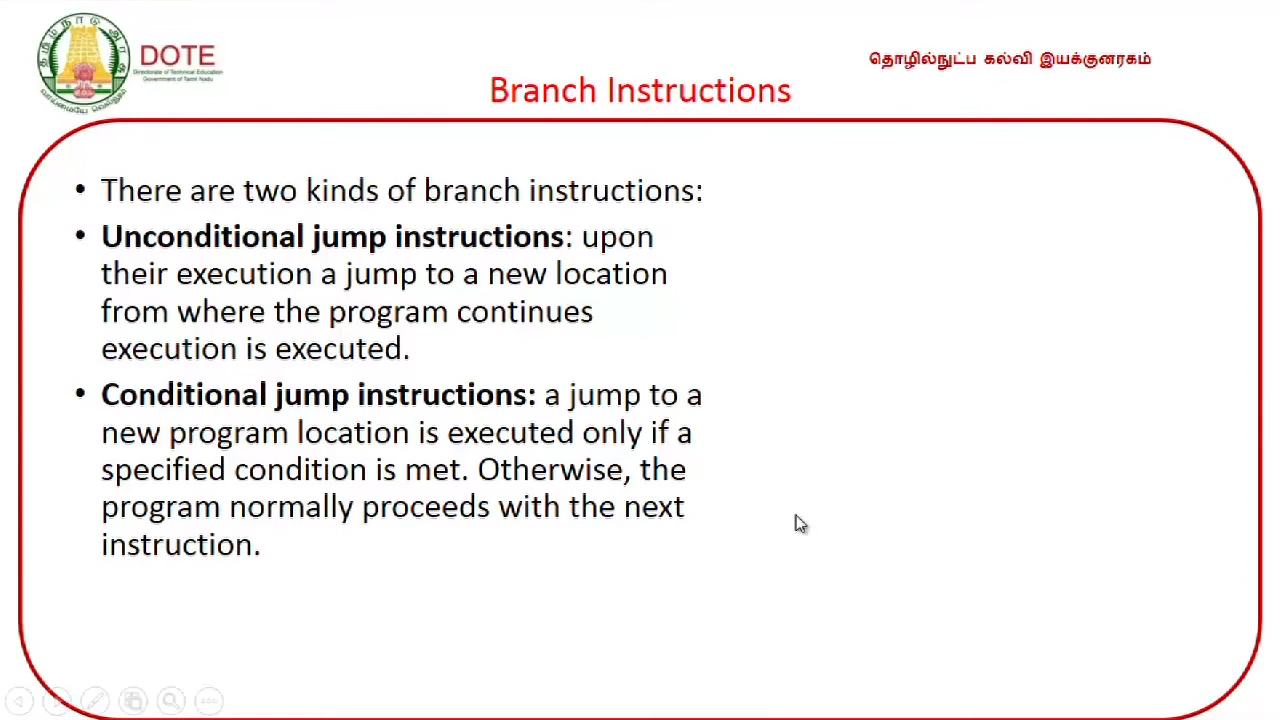 DOTE
Directorate of Technical Education
Government of Tamil Nadu
தொழில்நுட்ப கல்வி இயக்குனரகம்
Branch Instructions
• There are two kinds of branch instructions:
• Unconditional jump instructions: upon
their execution a jump to a new location
from where the program continues
execution is executed.
• Conditional jump instructions: a jump to a
new program location is executed only if a
specified condition is met. Otherwise, the
program normally proceeds with the next
instruction.